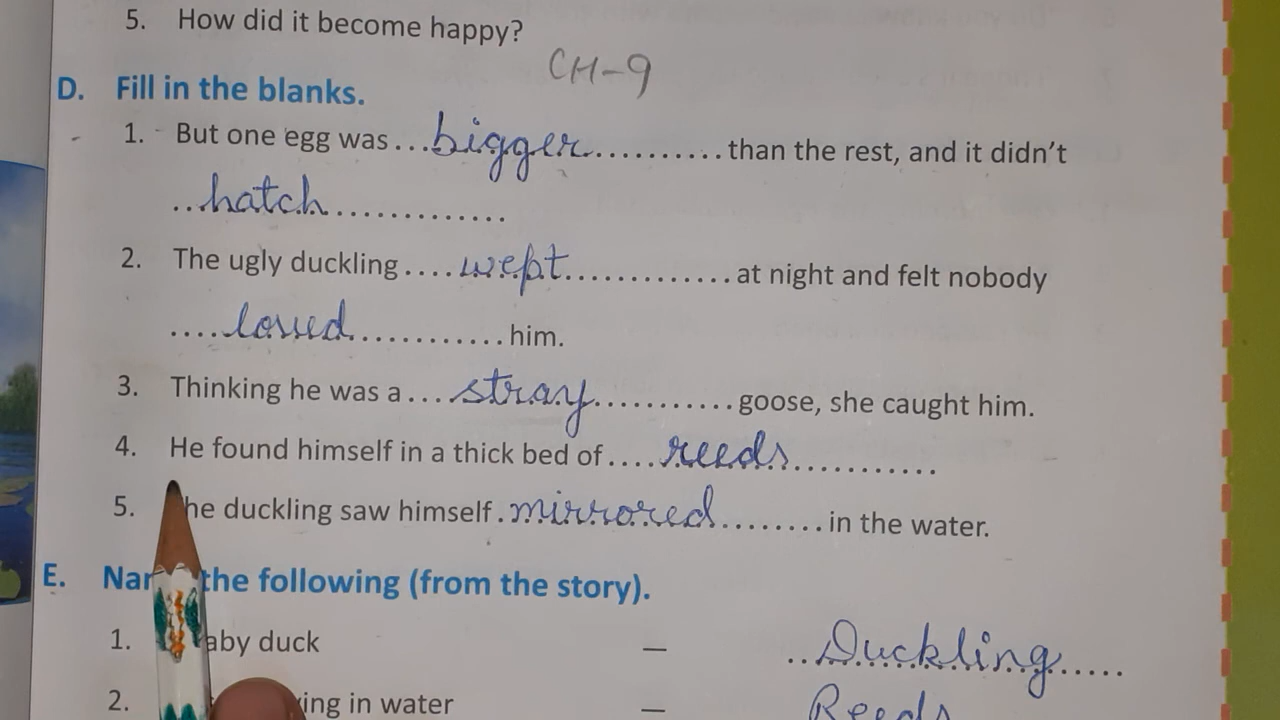 5. How did it become happy?
CH-9
D. Fill in the blanks.
1. But one egg was ...bigger.......... than the rest, and it didn't
..hatch..............
2. The ugly duckling ....wept............. at night and felt nobody
.....loved............ him.
3. Thinking he was a ....stray........... goose, she caught him.
4. He found himself in a thick bed of ....reeds............
5. he duckling saw himself .mirrored........ in the water.
E. the following (from the story).
1. aby duck — ..Duckling.....
2. ing in water — Reeds